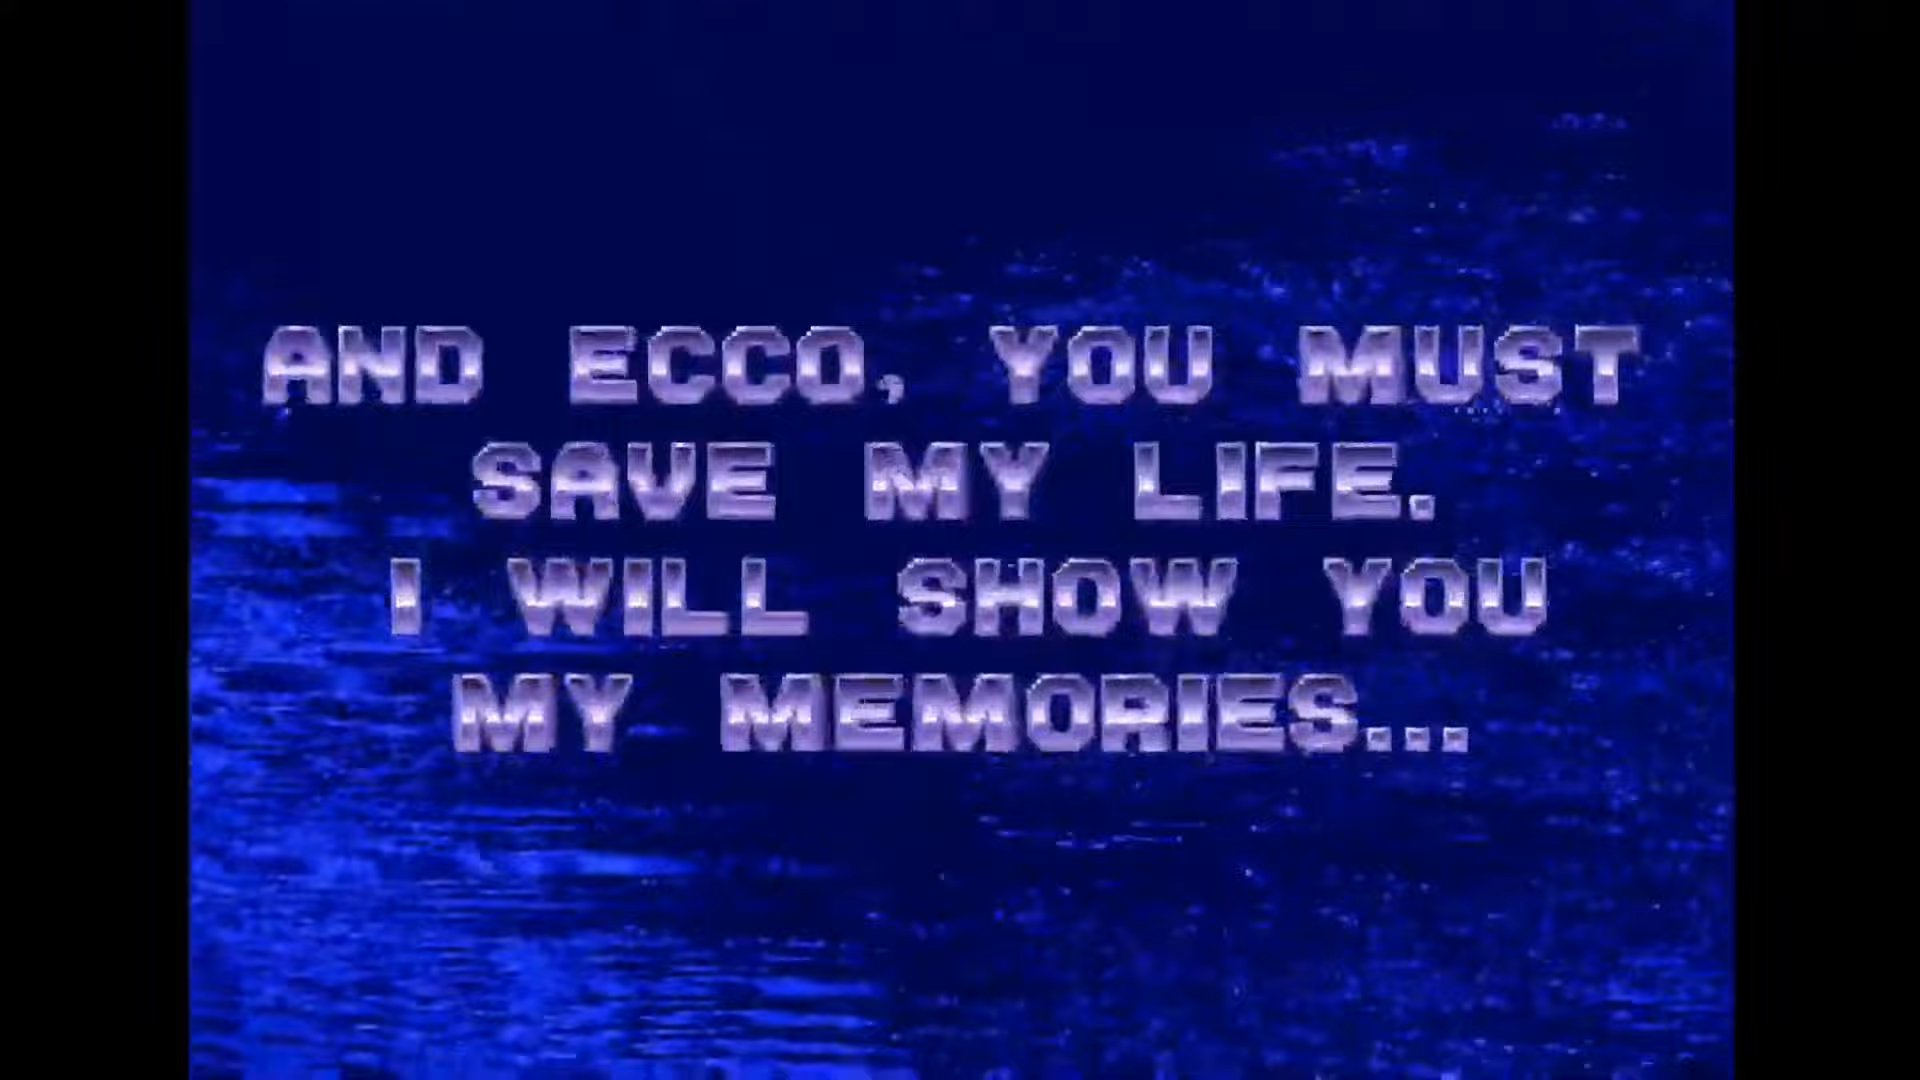 AND ECCO, YOU MUST
SAVE MY LIFE.
I WILL SHOW YOU
MY MEMORIES...